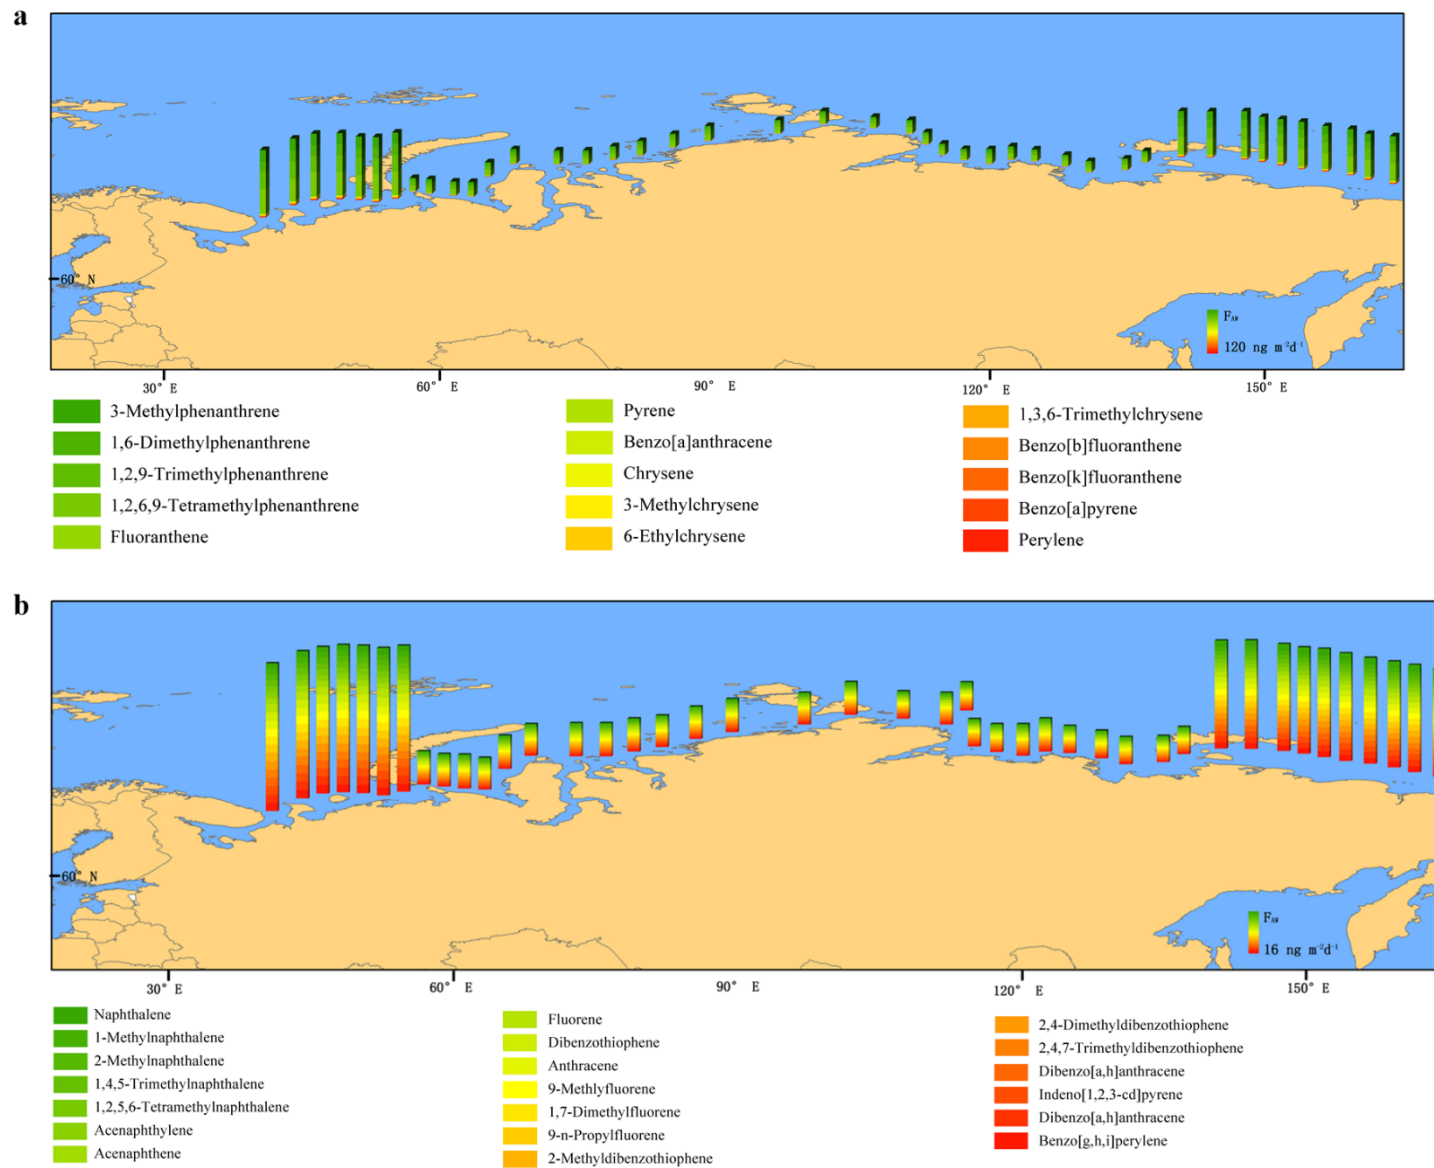 a
60° N
F_AW
120 ng m⁻²d⁻¹
30° E 60° E 90° E 120° E 150° E
3-Methylphenanthrene
1,6-Dimethylphenanthrene
1,2,9-Trimethylphenanthrene
1,2,6,9-Tetramethylphenanthrene
Fluoranthene
Pyrene
Benzo[a]anthracene
Chrysene
3-Methylchrysene
6-Ethylchrysene
1,3,6-Trimethylchrysene
Benzo[b]fluoranthene
Benzo[k]fluoranthene
Benzo[a]pyrene
Perylene
b
60° N
F_AW
16 ng m⁻²d⁻¹
30° E 60° E 90° E 120° E 150° E
Naphthalene
1-Methylnaphthalene
2-Methylnaphthalene
1,4,5-Trimethylnaphthalene
1,2,5,6-Tetramethylnaphthalene
Acenaphthylene
Acenaphthene
Fluorene
Dibenzothiophene
Anthracene
9-Methlyfluorene
1,7-Dimethylfluorene
9-n-Propylfluorene
2-Methyldibenzothiophene
2,4-Dimethyldibenzothiophene
2,4,7-Trimethyldibenzothiophene
Dibenzo[a,h]anthracene
Indeno[1,2,3-cd]pyrene
Dibenzo[a,h]anthracene
Benzo[g,h,i]perylene